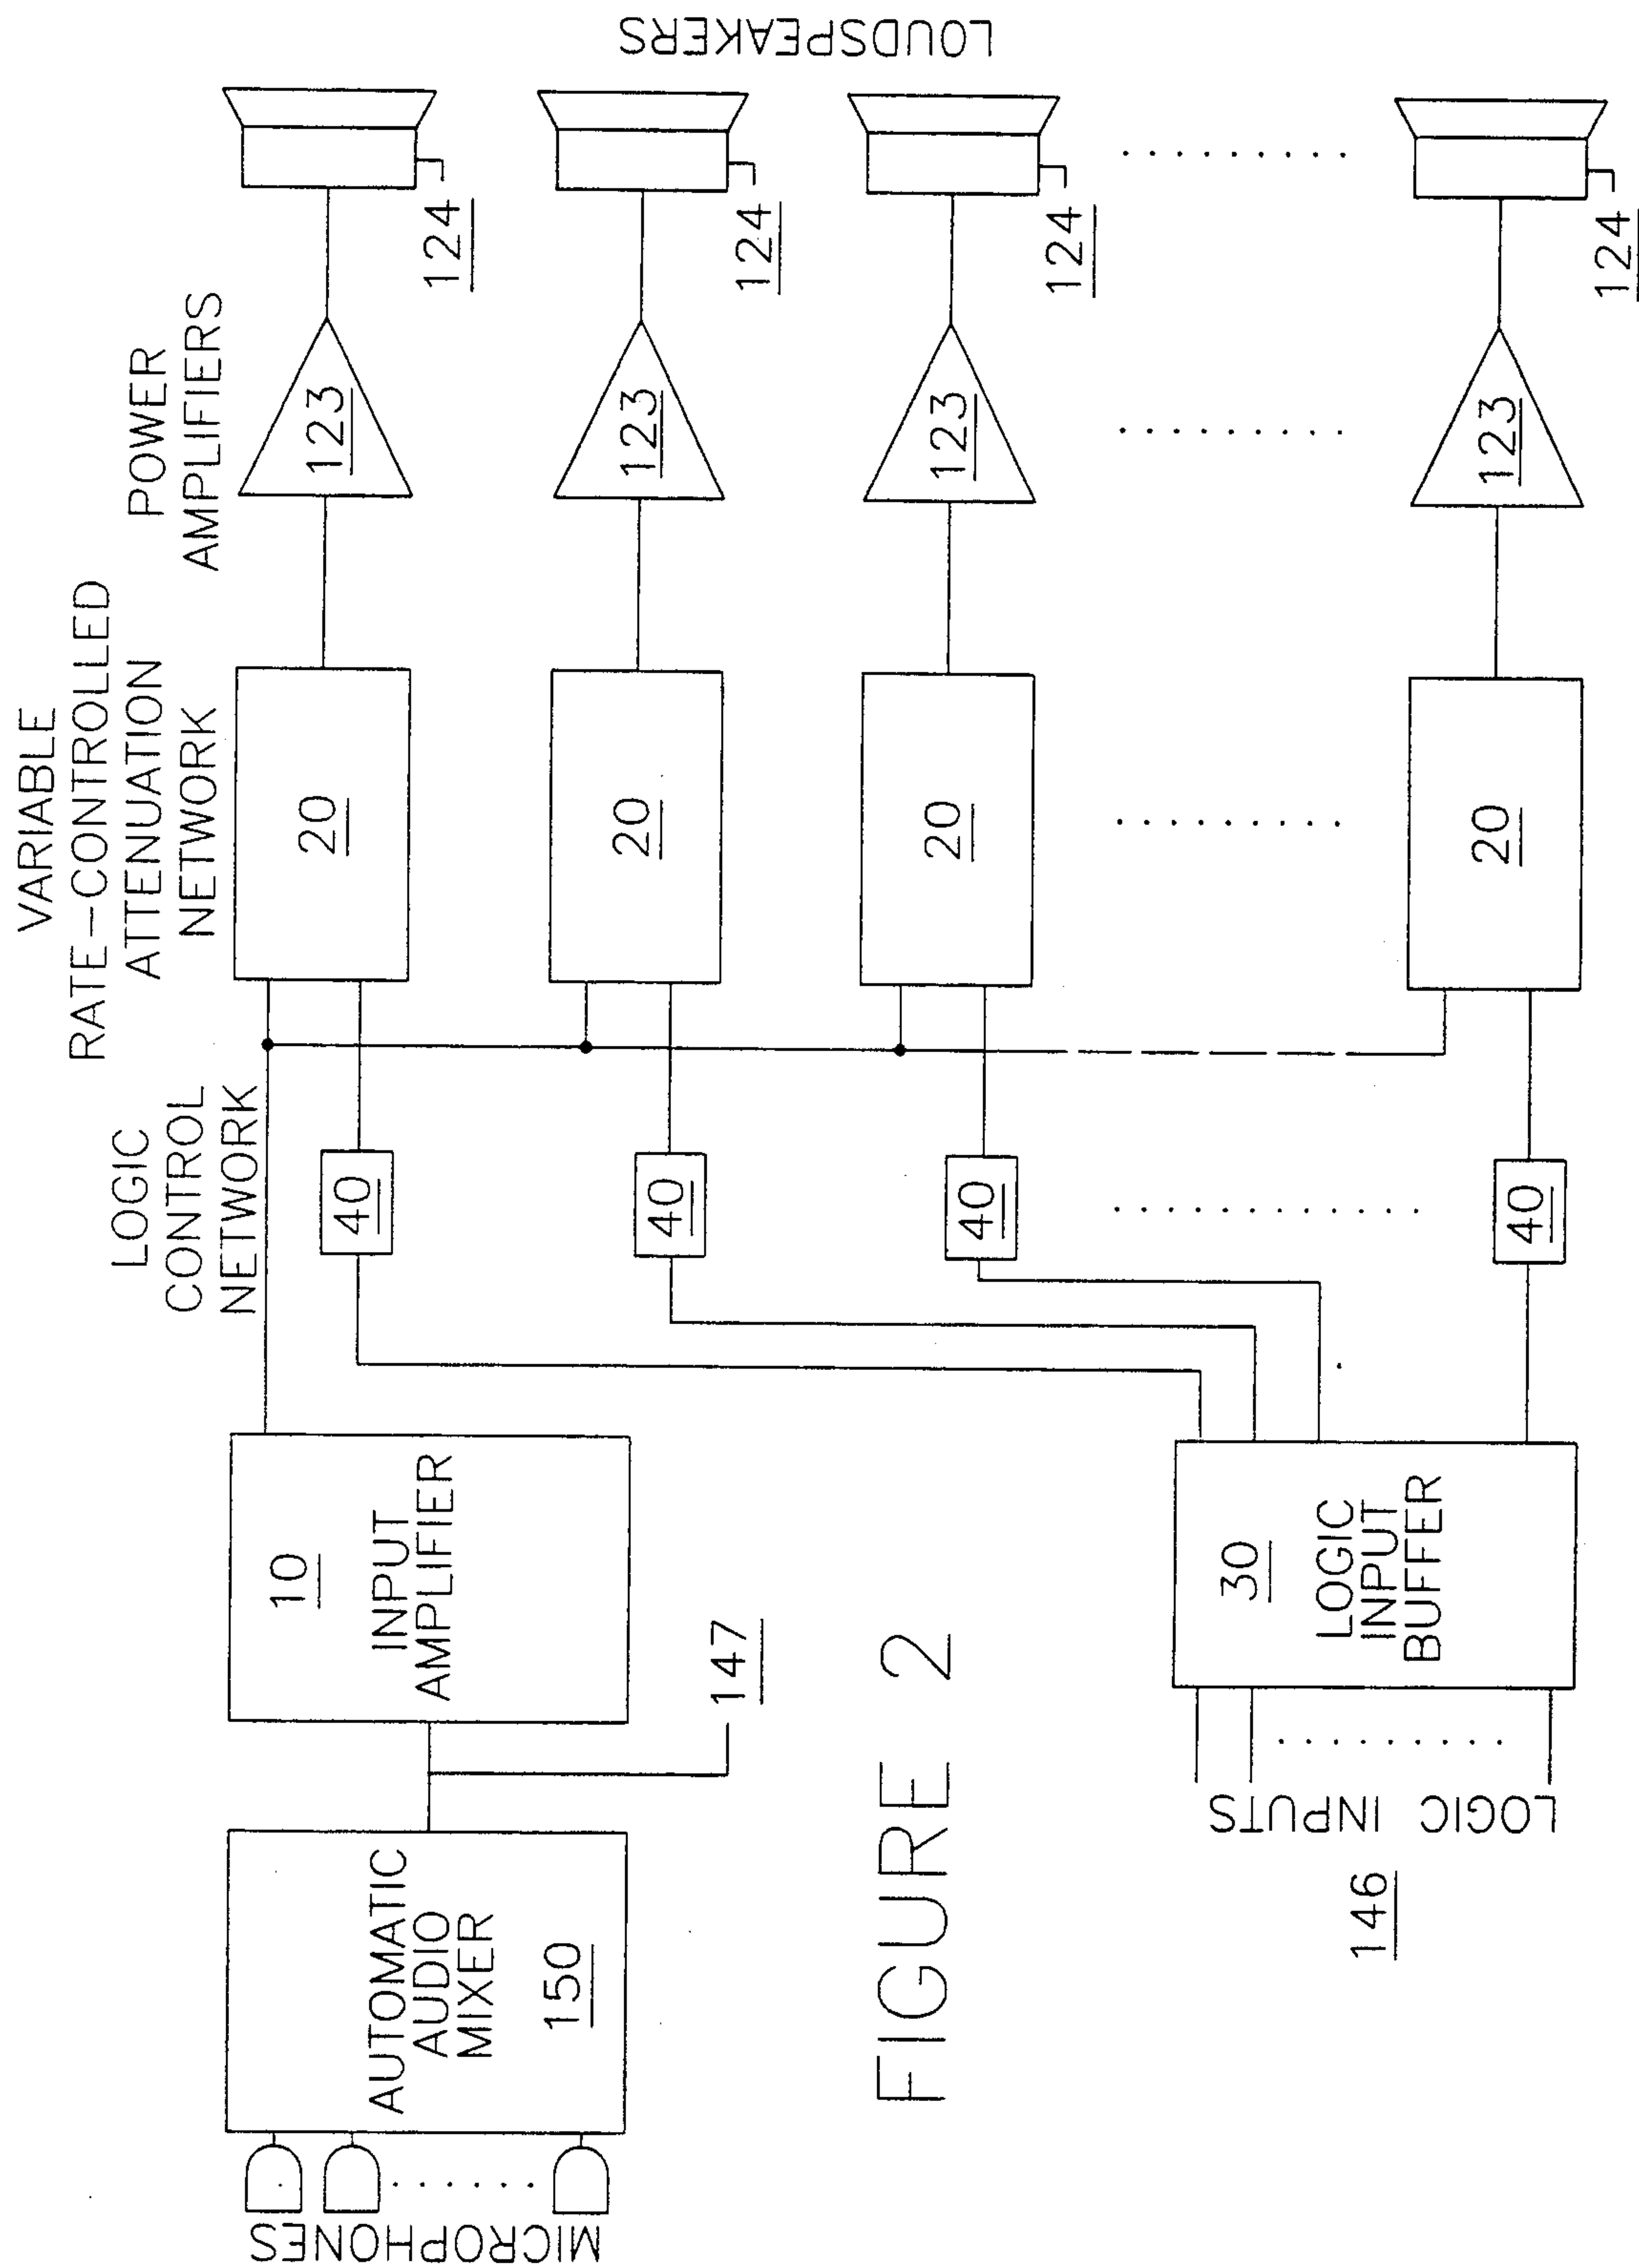 MICROPHONES
AUTOMATIC
AUDIO
MIXER
150
147
10
INPUT
AMPLIFIER
LOGIC
CONTROL
NETWORK
40
40
40
40
VARIABLE
RATE-CONTROLLED
ATTENUATION
NETWORK
20
20
20
20
POWER
AMPLIFIERS
123
123
123
123
124
124
124
124
LOUDSPEAKERS
146
LOGIC INPUTS
30
LOGIC
INPUT
BUFFER
FIGURE 2